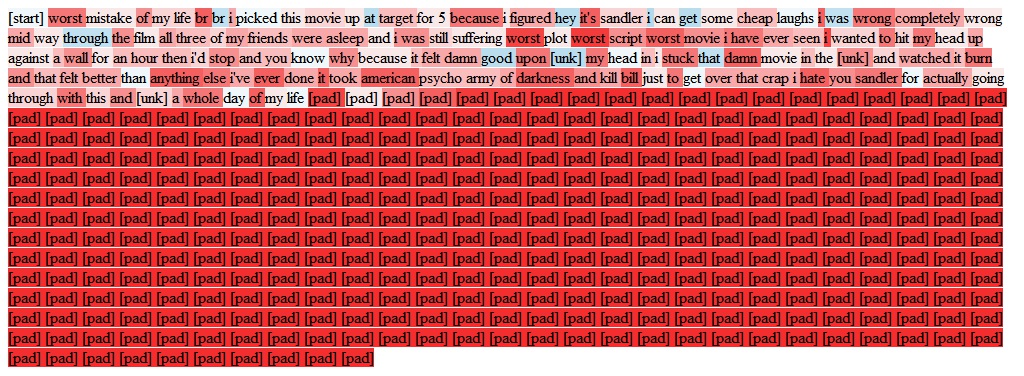 [start] worst mistake of my life br br i picked this movie up at target for 5 because i figured hey it's sandler i can get some cheap laughs i was wrong completely wrong
mid way through the film all three of my friends were asleep and i was still suffering worst plot worst script worst movie i have ever seen i wanted to hit my head up
against a wall for an hour then i'd stop and you know why because it felt damn good upon [unk] my head in i stuck that damn movie in the [unk] and watched it burn
and that felt better than anything else i've ever done it took american psycho army of darkness and kill bill just to get over that crap i hate you sandler for actually going
through with this and [unk] a whole day of my life [pad] [pad] [pad] [pad] [pad] [pad] [pad] [pad] [pad] [pad] [pad] [pad] [pad] [pad] [pad] [pad] [pad] [pad] [pad]
[pad] [pad] [pad] [pad] [pad] [pad] [pad] [pad] [pad] [pad] [pad] [pad] [pad] [pad] [pad] [pad] [pad] [pad] [pad] [pad] [pad] [pad] [pad] [pad] [pad] [pad] [pad]
[pad] [pad] [pad] [pad] [pad] [pad] [pad] [pad] [pad] [pad] [pad] [pad] [pad] [pad] [pad] [pad] [pad] [pad] [pad] [pad] [pad] [pad] [pad] [pad] [pad] [pad] [pad]
[pad] [pad] [pad] [pad] [pad] [pad] [pad] [pad] [pad] [pad] [pad] [pad] [pad] [pad] [pad] [pad] [pad] [pad] [pad] [pad] [pad] [pad] [pad] [pad] [pad] [pad] [pad]
[pad] [pad] [pad] [pad] [pad] [pad] [pad] [pad] [pad] [pad] [pad] [pad] [pad] [pad] [pad] [pad] [pad] [pad] [pad] [pad] [pad] [pad] [pad] [pad] [pad] [pad] [pad]
[pad] [pad] [pad] [pad] [pad] [pad] [pad] [pad] [pad] [pad] [pad] [pad] [pad] [pad] [pad] [pad] [pad] [pad] [pad] [pad] [pad] [pad] [pad] [pad] [pad] [pad] [pad]
[pad] [pad] [pad] [pad] [pad] [pad] [pad] [pad] [pad] [pad] [pad] [pad] [pad] [pad] [pad] [pad] [pad] [pad] [pad] [pad] [pad] [pad] [pad] [pad] [pad] [pad] [pad]
[pad] [pad] [pad] [pad] [pad] [pad] [pad] [pad] [pad] [pad] [pad] [pad] [pad] [pad] [pad] [pad] [pad] [pad] [pad] [pad] [pad] [pad] [pad] [pad] [pad] [pad] [pad]
[pad] [pad] [pad] [pad] [pad] [pad] [pad] [pad] [pad] [pad] [pad] [pad] [pad] [pad] [pad] [pad] [pad] [pad] [pad] [pad] [pad] [pad] [pad] [pad] [pad] [pad] [pad]
[pad] [pad] [pad] [pad] [pad] [pad] [pad] [pad] [pad] [pad] [pad] [pad] [pad] [pad] [pad] [pad] [pad] [pad] [pad] [pad] [pad] [pad] [pad] [pad] [pad] [pad] [pad]
[pad] [pad] [pad] [pad] [pad] [pad] [pad] [pad] [pad] [pad] [pad] [pad] [pad] [pad] [pad] [pad] [pad] [pad] [pad] [pad] [pad] [pad] [pad] [pad] [pad] [pad] [pad]
[pad] [pad] [pad] [pad] [pad] [pad] [pad] [pad] [pad] [pad] [pad] [pad] [pad] [pad] [pad] [pad] [pad] [pad] [pad] [pad] [pad] [pad] [pad] [pad] [pad] [pad] [pad]
[pad] [pad] [pad] [pad] [pad] [pad] [pad] [pad] [pad] [pad] [pad] [pad] [pad] [pad] [pad] [pad] [pad] [pad] [pad] [pad] [pad] [pad] [pad] [pad] [pad] [pad] [pad]
[pad] [pad] [pad] [pad] [pad] [pad] [pad] [pad] [pad] [pad]